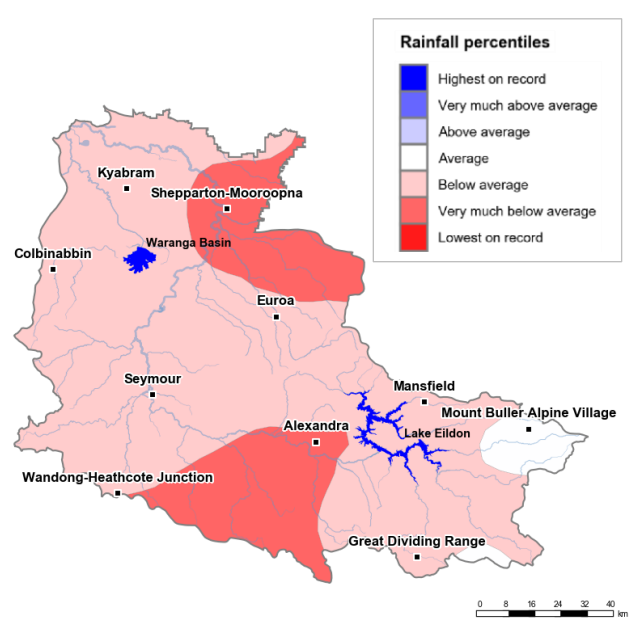 Rainfall percentiles
Highest on record
Very much above average
Above average
Average
Below average
Very much below average
Lowest on record
Kyabram
Shepparton-Mooroopna
Waranga Basin
Colbinabbin
Euroa
Seymour
Mansfield
Mount Buller Alpine Village
Alexandra
Lake Eildon
Wandong-Heathcote Junction
Great Dividing Range
0 8 16 24 32 40
km